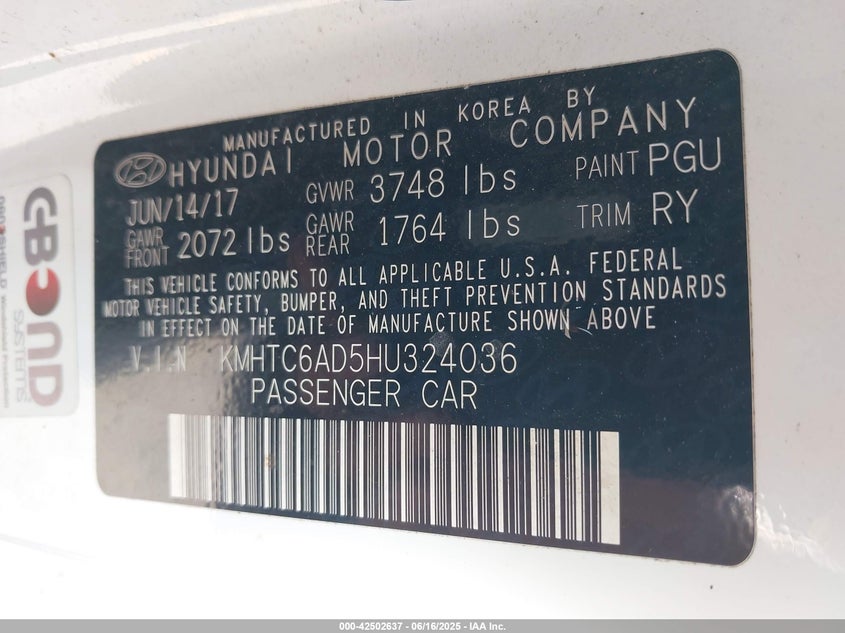 MANUFACTURED IN KOREA BY
HYUNDAI MOTOR COMPANY
JUN/14/17 GVWR 3748 lbs PAINT PGU
GAWR FRONT 2072 lbs GAWR REAR 1764 lbs TRIM RY
THIS VEHICLE CONFORMS TO ALL APPLICABLE U.S.A. FEDERAL
MOTOR VEHICLE SAFETY, BUMPER, AND THEFT PREVENTION STANDARDS
IN EFFECT ON THE DATE OF MANUFACTURE SHOWN ABOVE
V.I.N KMHTC6AD5HU324036
PASSENGER CAR
GBOND
SYSTEMS
Windshield Protection
000-42502637 - 06/16/2025 - IAA Inc.